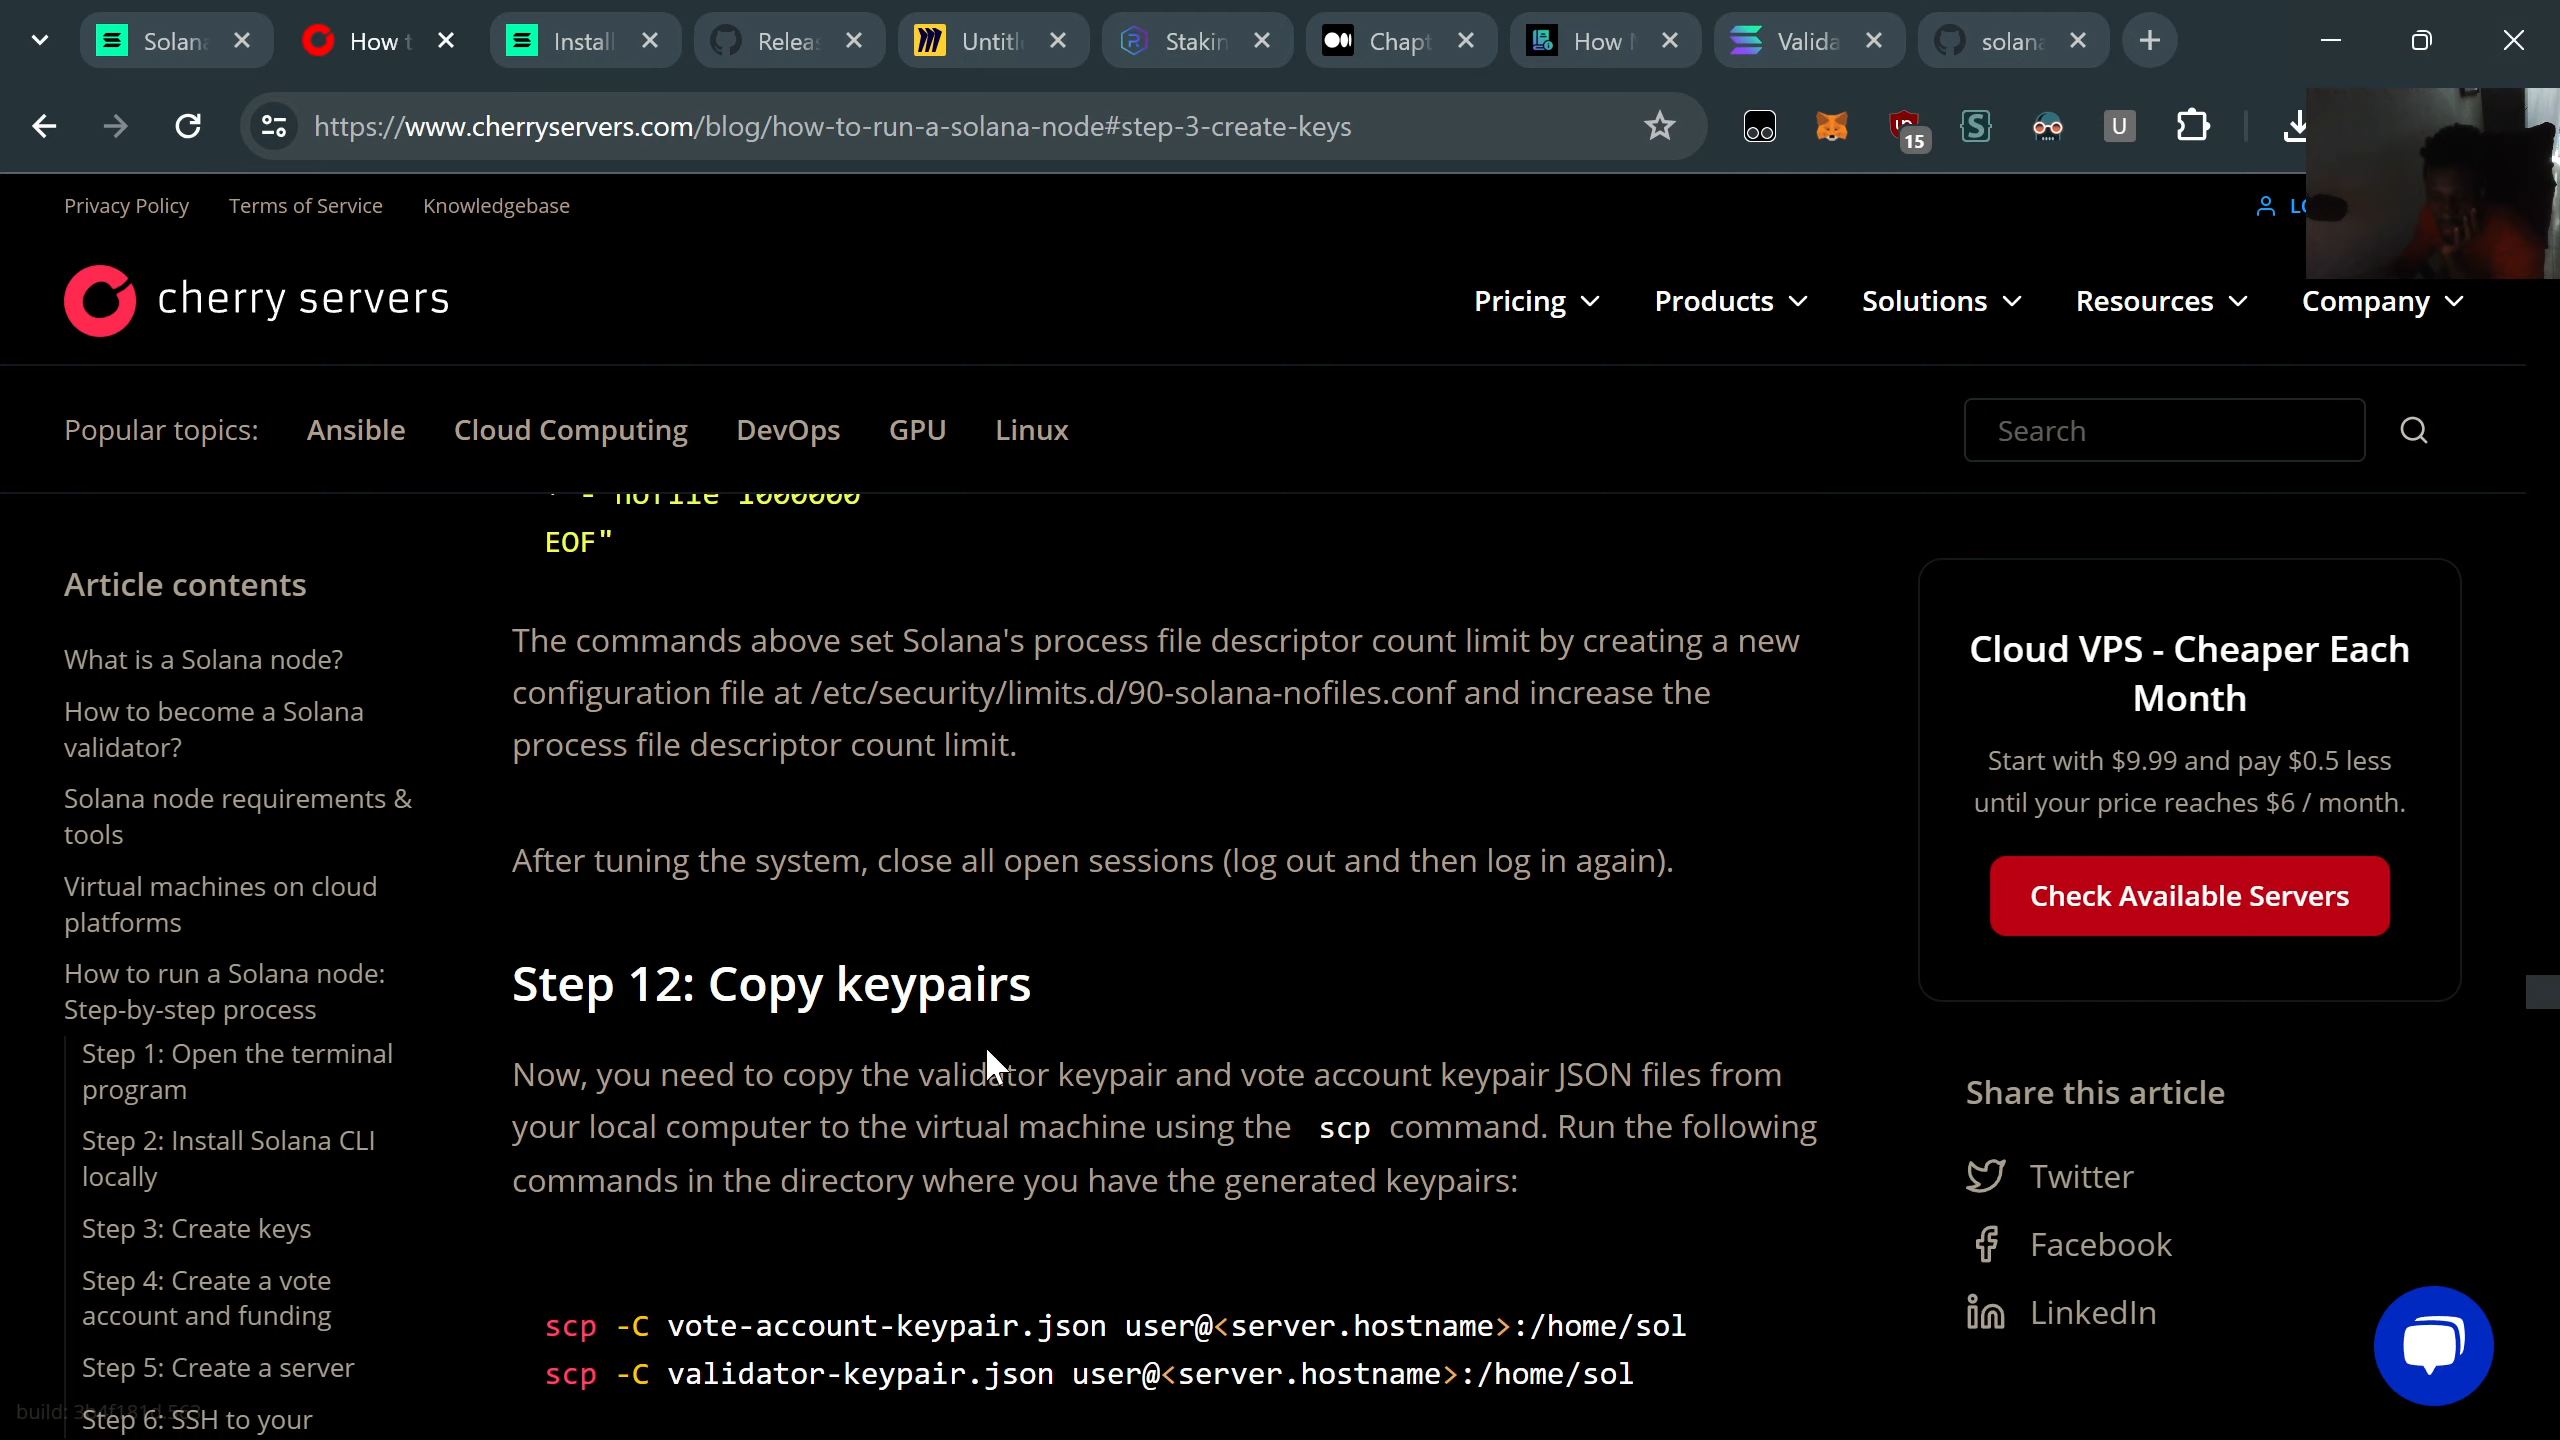 Solan
How t
Install
Relea
Untitl
Stakin
Chapt
How
Valida
solan
https://www.cherryservers.com/blog/how-to-run-a-solana-node#step-3-create-keys
15
U
Privacy Policy
Terms of Service
Knowledgebase
cherry servers
Pricing
Products
Solutions
Resources
Company
Popular topics:
Ansible
Cloud Computing
DevOps
GPU
Linux
Search
* - nofile 1000000
EOF"
Article contents
What is a Solana node?
How to become a Solana
validator?
Solana node requirements &
tools
Virtual machines on cloud
platforms
How to run a Solana node:
Step-by-step process
Step 1: Open the terminal
program
Step 2: Install Solana CLI
locally
Step 3: Create keys
Step 4: Create a vote
account and funding
Step 5: Create a server
Step 6: SSH to your
The commands above set Solana's process file descriptor count limit by creating a new
configuration file at /etc/security/limits.d/90-solana-nofiles.conf and increase the
process file descriptor count limit.
After tuning the system, close all open sessions (log out and then log in again).
Step 12: Copy keypairs
Now, you need to copy the validator keypair and vote account keypair JSON files from
your local computer to the virtual machine using the scp command. Run the following
commands in the directory where you have the generated keypairs:
scp -C vote-account-keypair.json user@<server.hostname>:/home/sol
scp -C validator-keypair.json user@<server.hostname>:/home/sol
Cloud VPS - Cheaper Each
Month
Start with $9.99 and pay $0.5 less
until your price reaches $6 / month.
Check Available Servers
Share this article
Twitter
Facebook
LinkedIn